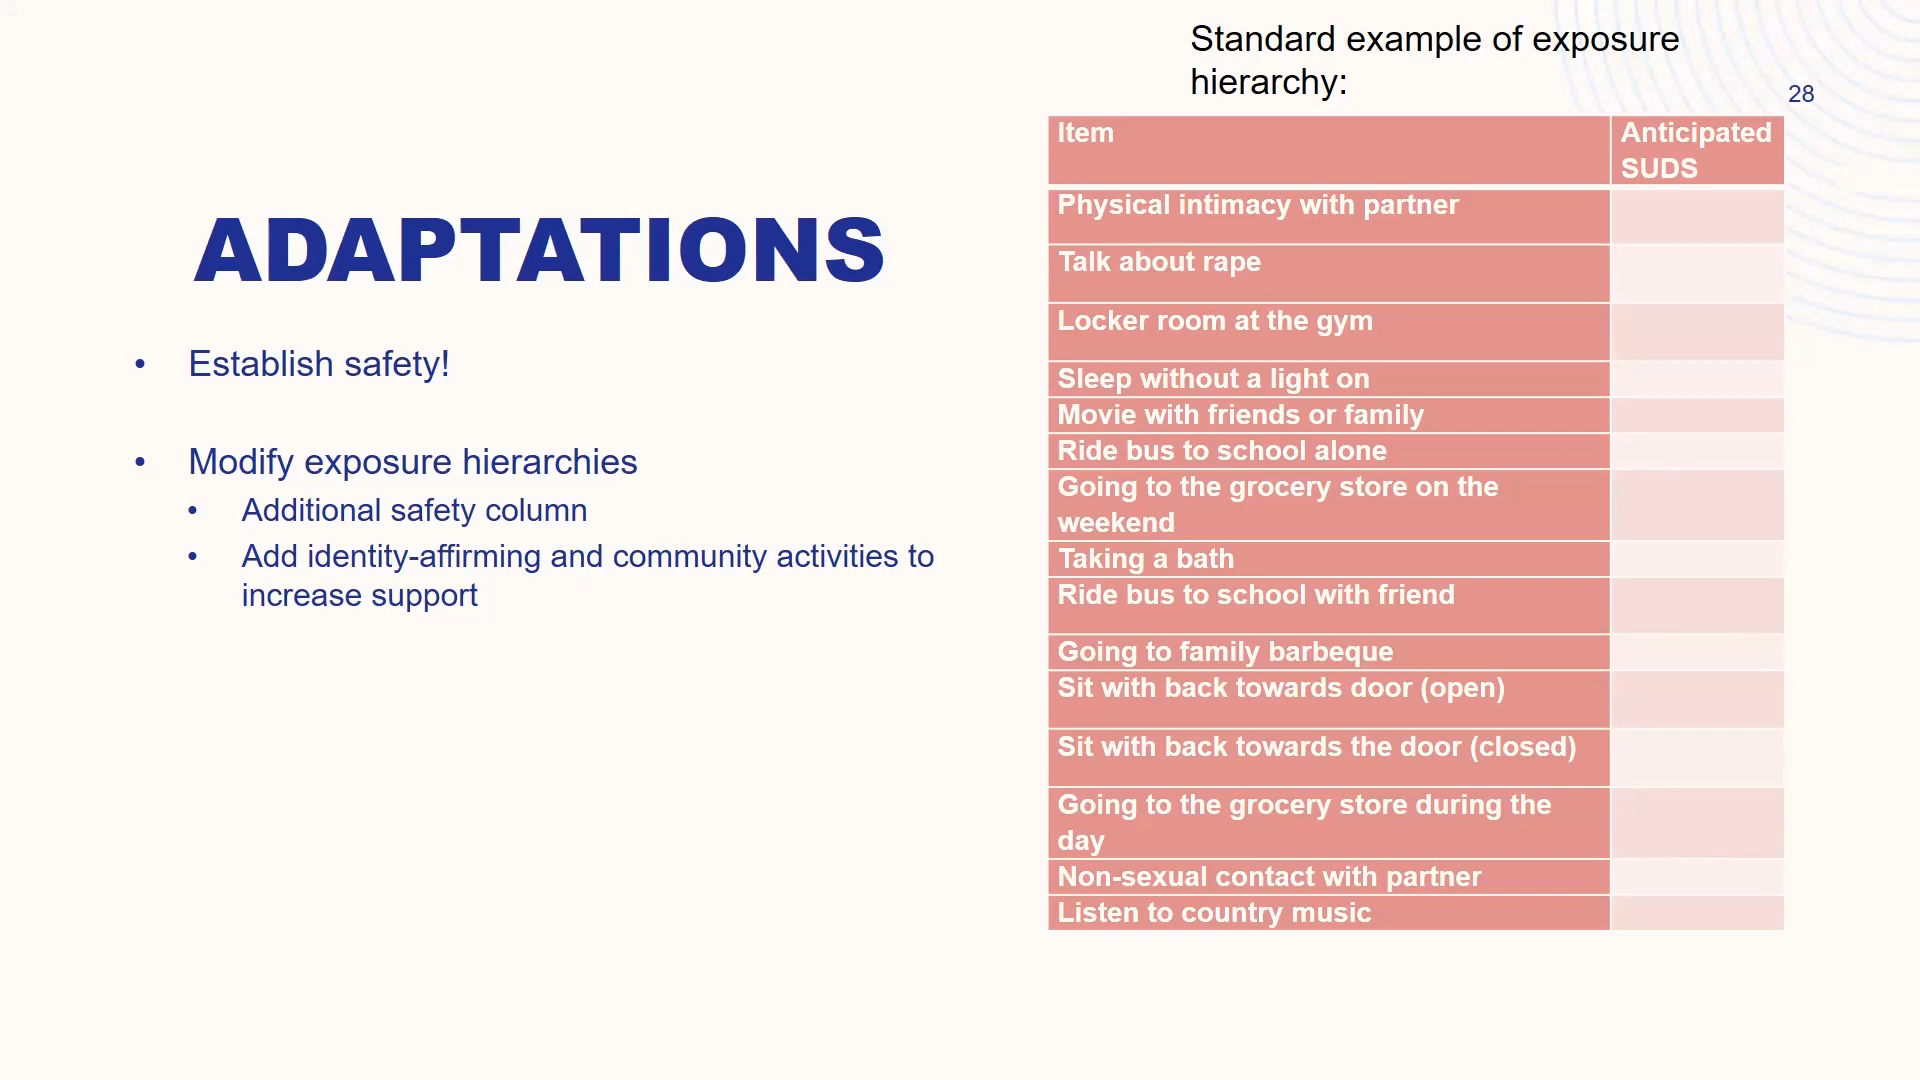 Standard example of exposure
hierarchy:
28
ADAPTATIONS
• Establish safety!
• Modify exposure hierarchies
• Additional safety column
• Add identity-affirming and community activities to
increase support
Item
Anticipated
SUDS
Physical intimacy with partner
Talk about rape
Locker room at the gym
Sleep without a light on
Movie with friends or family
Ride bus to school alone
Going to the grocery store on the
weekend
Taking a bath
Ride bus to school with friend
Going to family barbeque
Sit with back towards door (open)
Sit with back towards the door (closed)
Going to the grocery store during the
day
Non-sexual contact with partner
Listen to country music